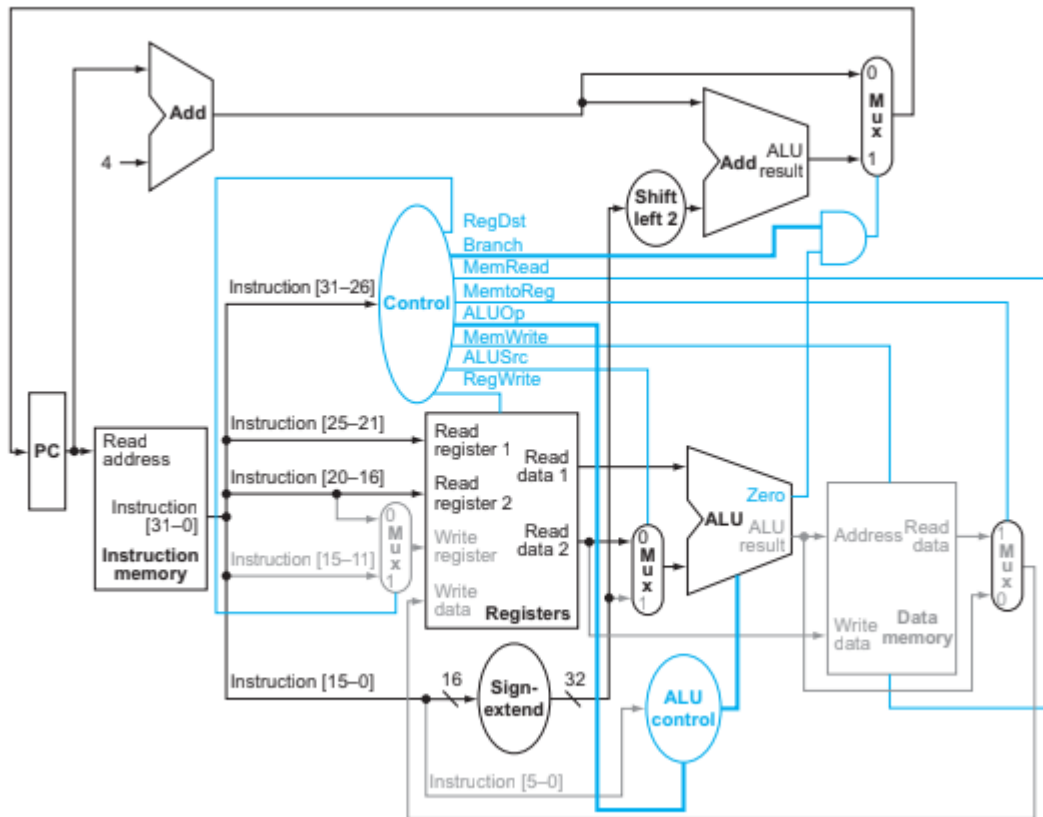 0
M
u
x
1
Add
4
Add
ALU
result
Shift
left 2
RegDst
Branch
MemRead
Instruction [31–26]
Control
MemtoReg
ALUOp
MemWrite
ALUSrc
RegWrite
PC
Read
address
Instruction
[31–0]
Instruction
memory
Instruction [25–21]
Read
register 1
Read
data 1
Instruction [20–16]
Read
register 2
0
M
u
x
1
Instruction [15–11]
Write
register
Read
data 2
Write
data
Registers
0
M
u
x
1
Zero
ALU
ALU
result
Address
Read
data
Write
data
Data
memory
1
M
u
x
0
Instruction [15–0]
16
Sign-
extend
32
ALU
control
Instruction [5–0]